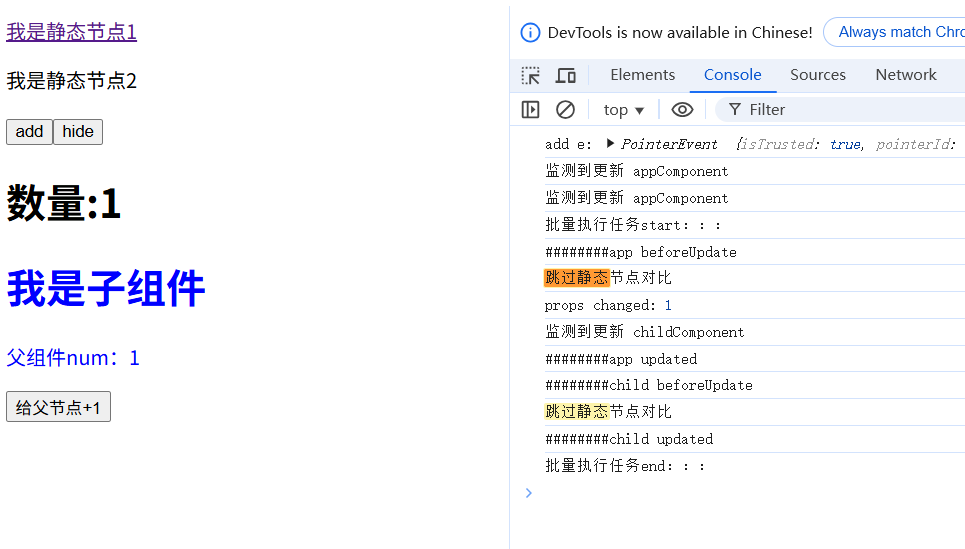 我是静态节点1
我是静态节点2
add hide
数量:1
我是子组件
父组件num：1
给父节点+1
DevTools is now available in Chinese! Always match Chro
Elements Console Sources Network
top Filter
add e: PointerEvent {isTrusted: true, pointerId:
监测到更新 appComponent
监测到更新 appComponent
批量执行任务start：：：
########app beforeUpdate
跳过静态节点对比
props changed: 1
监测到更新 childComponent
########app updated
########child beforeUpdate
跳过静态节点对比
########child updated
批量执行任务end：：：